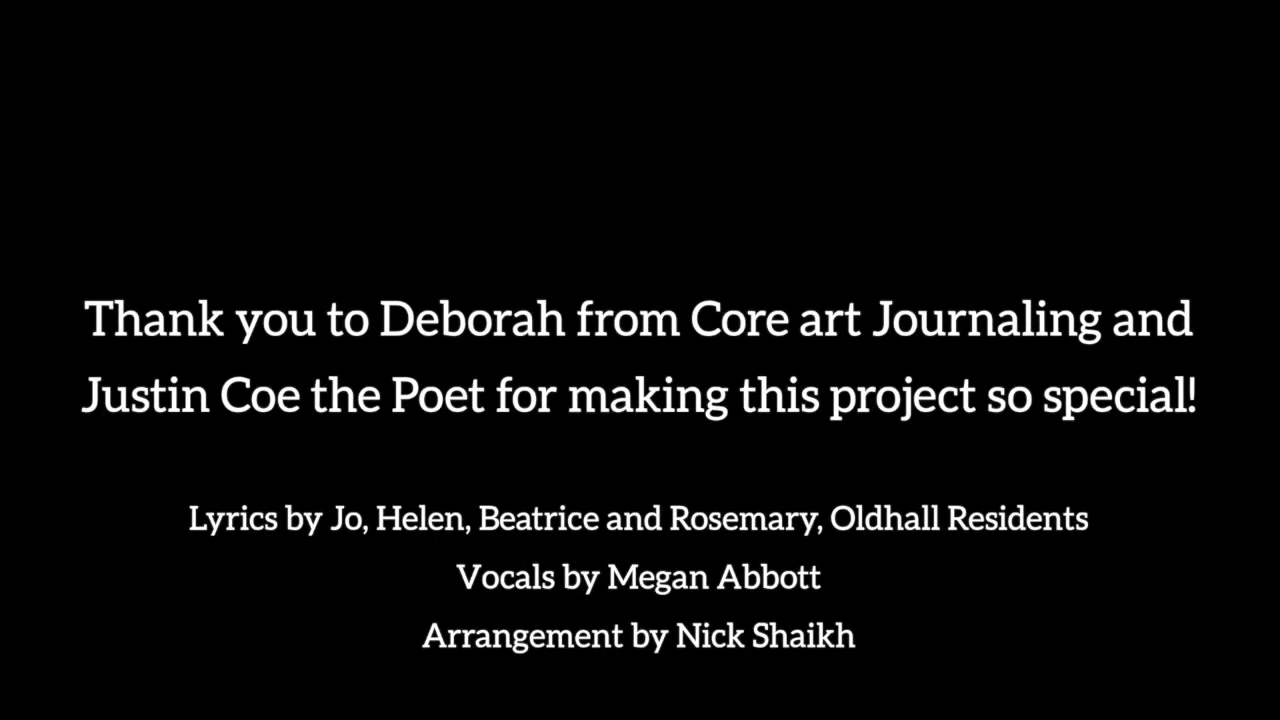 Thank you to Deborah from Core art Journaling and
Justin Coe the Poet for making this project so special!
Lyrics by Jo, Helen, Beatrice and Rosemary, Oldhall Residents
Vocals by Megan Abbott
Arrangement by Nick Shaikh